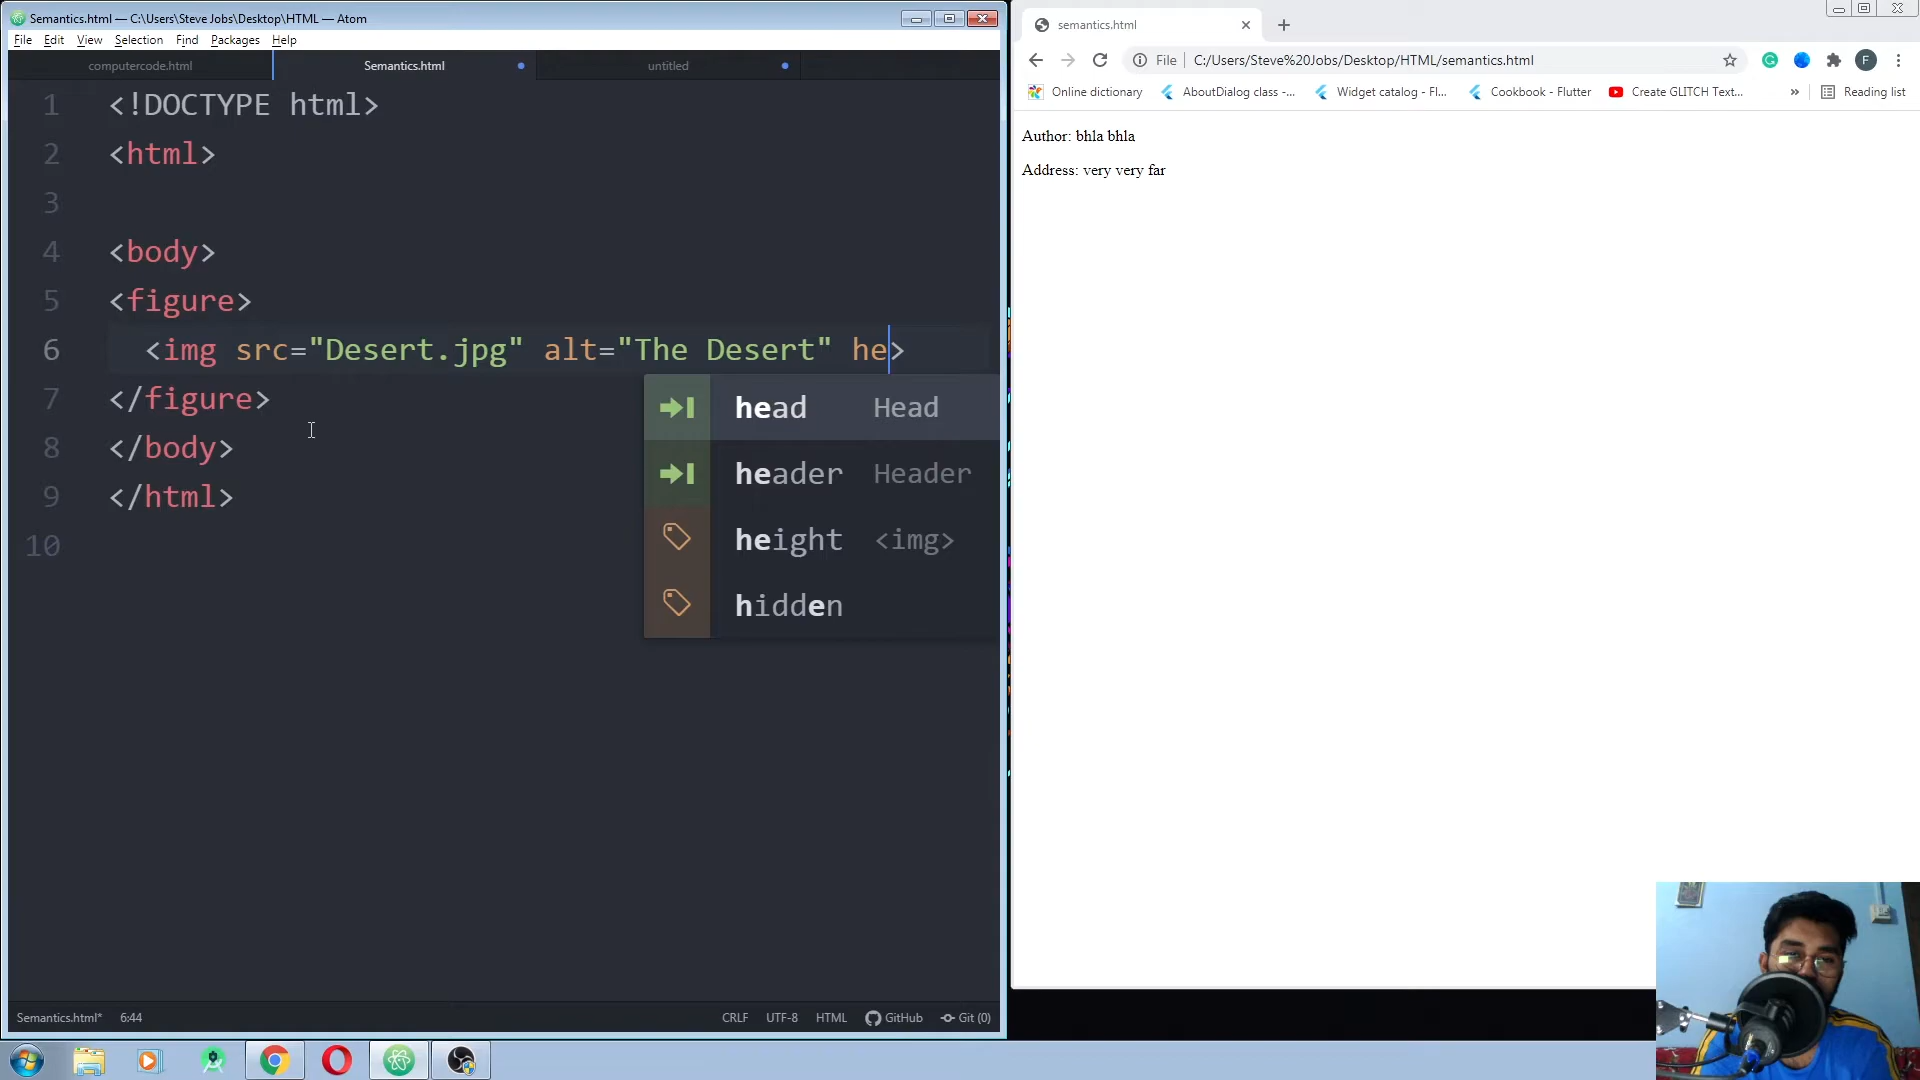 Semantics.html — C:\Users\Steve Jobs\Desktop\HTML — Atom
File Edit View Selection Find Packages Help
computercode.html
Semantics.html
untitled
1 <!DOCTYPE html>
2 <html>
3
4 <body>
5 <figure>
6 <img src="Desert.jpg" alt="The Desert" he>
7 </figure>
8 </body>
9 </html>
10
head Head
header Header
height <img>
hidden
Semantics.html* 6:44
CRLF UTF-8 HTML GitHub Git (0)
semantics.html
File C:/Users/Steve%20Jobs/Desktop/HTML/semantics.html
F
Online dictionary
AboutDialog class -...
Widget catalog - Fl...
Cookbook - Flutter
Create GLITCH Text...
»
Reading list
Author: bhla bhla
Address: very very far